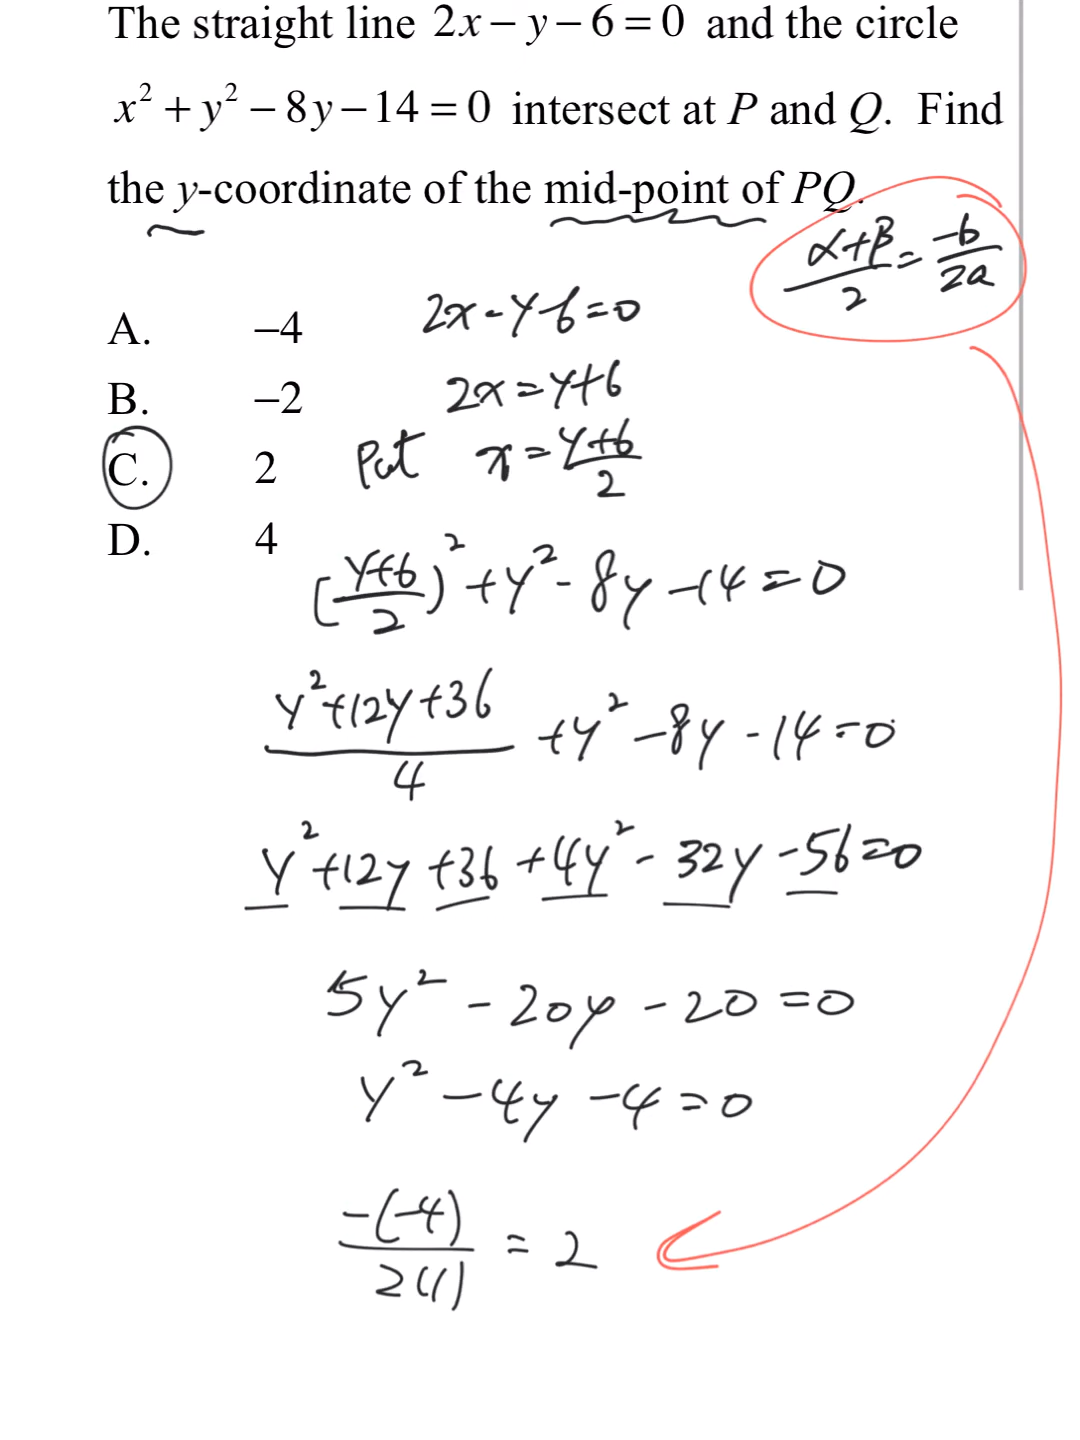 The straight line 2x − y − 6 = 0 and the circle
x² + y² − 8y − 14 = 0 intersect at P and Q. Find
the y-coordinate of the mid-point of PQ.
(α+β)/2 = -b/2a
A. −4
B. −2
C. 2
D. 4
2x-y-6=0
2x=y+6
Put x=(y+6)/2
((y+6)/2)²+y²-8y-14=0
(y²+12y+36)/4 +y²-8y-14=0
y²+12y+36+4y²-32y-56=0
5y²-20y-20=0
y²-4y-4=0
-(-4)/2(1) = 2